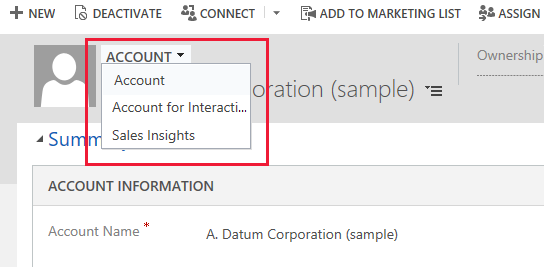 + NEW DEACTIVATE CONNECT ADD TO MARKETING LIST ASSIGN
ACCOUNT
Ownership
Account
oration (sample)
Account for Interacti...
Sales Insights
Summ
ACCOUNT INFORMATION
Account Name * A. Datum Corporation (sample)